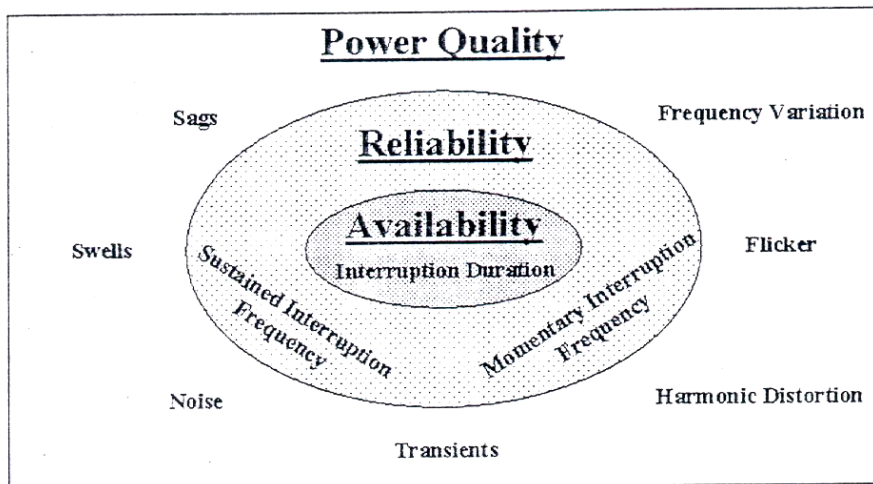 Power Quality
Sags
Frequency Variation
Reliability
Availability
Interruption Duration
Swells
Flicker
Sustained Interruption
Frequency
Momentary Interruption
Frequency
Noise
Harmonic Distortion
Transients